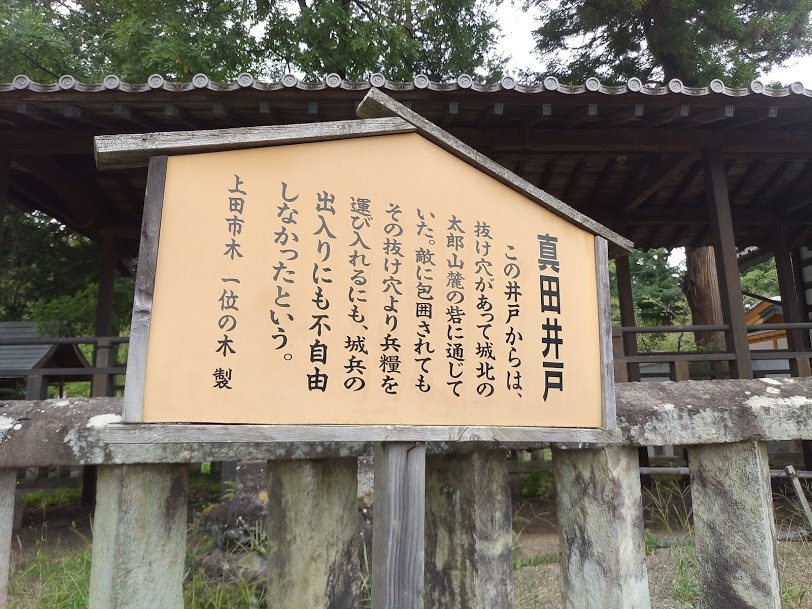 真田井戸
この井戸からは、
抜け穴があって城北の
太郎山麓の砦に通じて
いた。敵に包囲されても
その抜け穴より兵糧を
運び入れるにも、城兵の
出入りにも不自由
しなかったという。
上田市木 一位の木 製